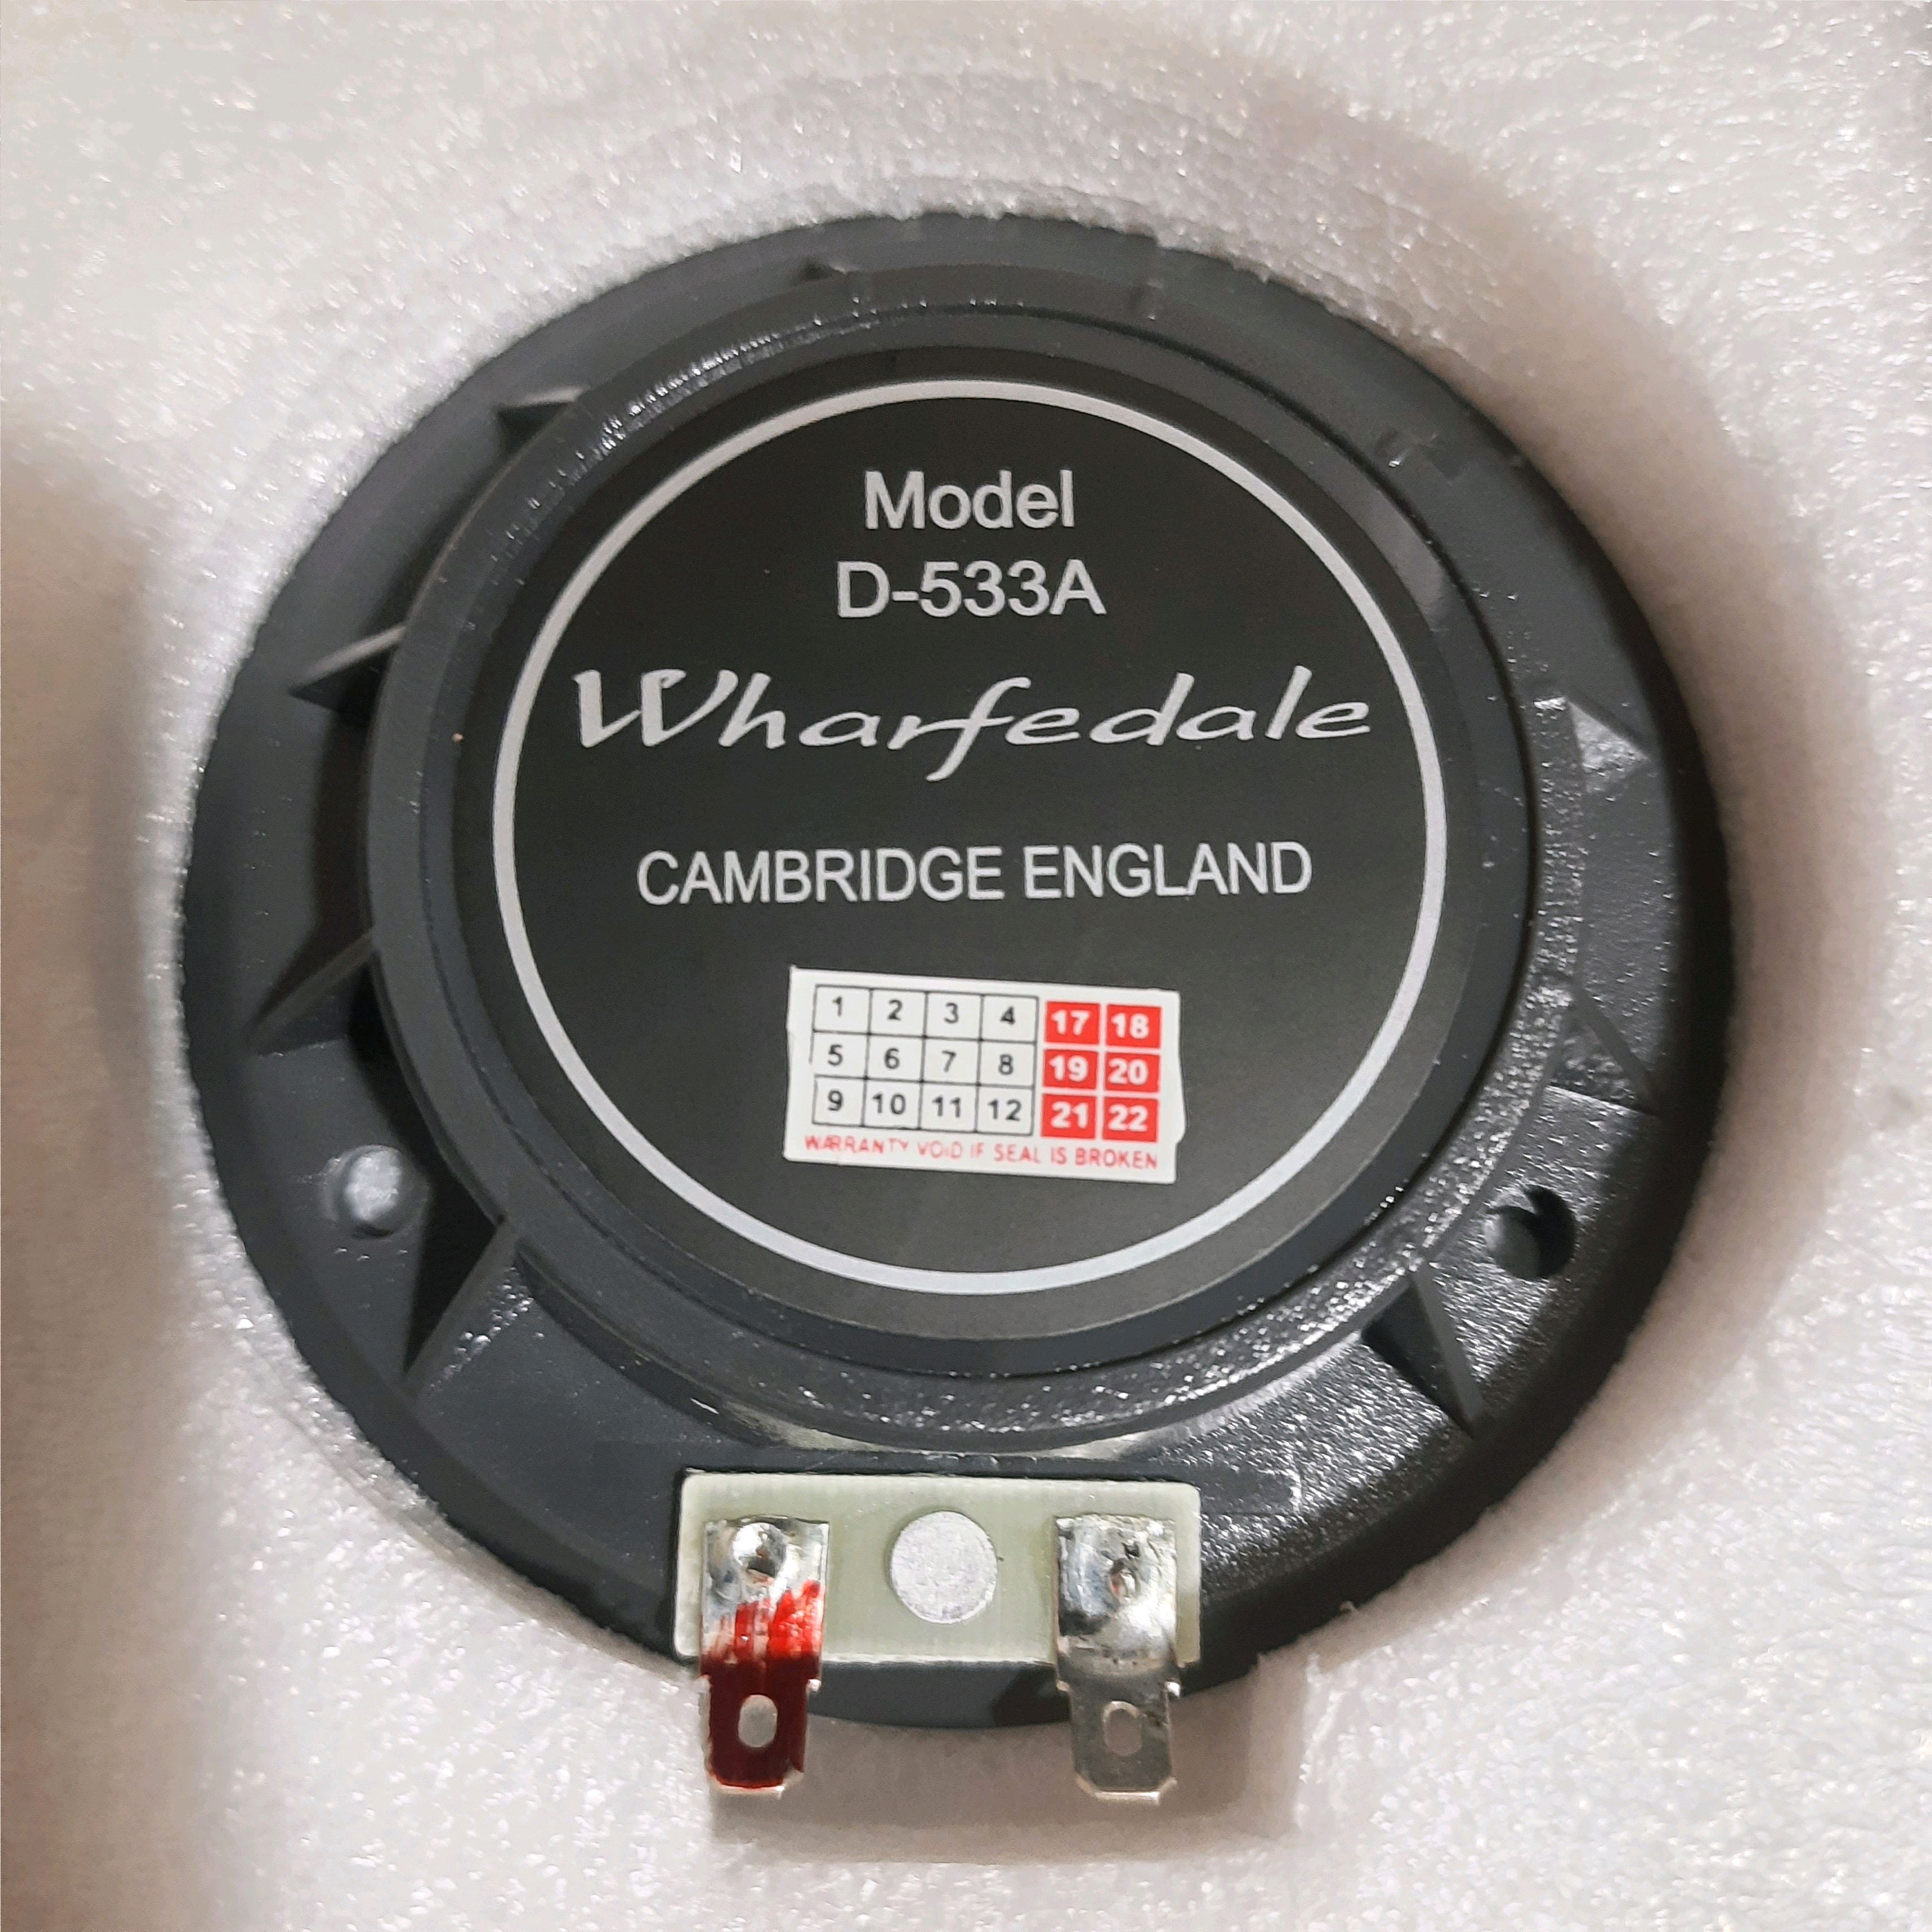 Model
D-533A
Wharfedale
CAMBRIDGE ENGLAND
1 2 3 4 17 18
5 6 7 8 19 20
9 10 11 12 21 22
WARRANTY VOID IF SEAL IS BROKEN